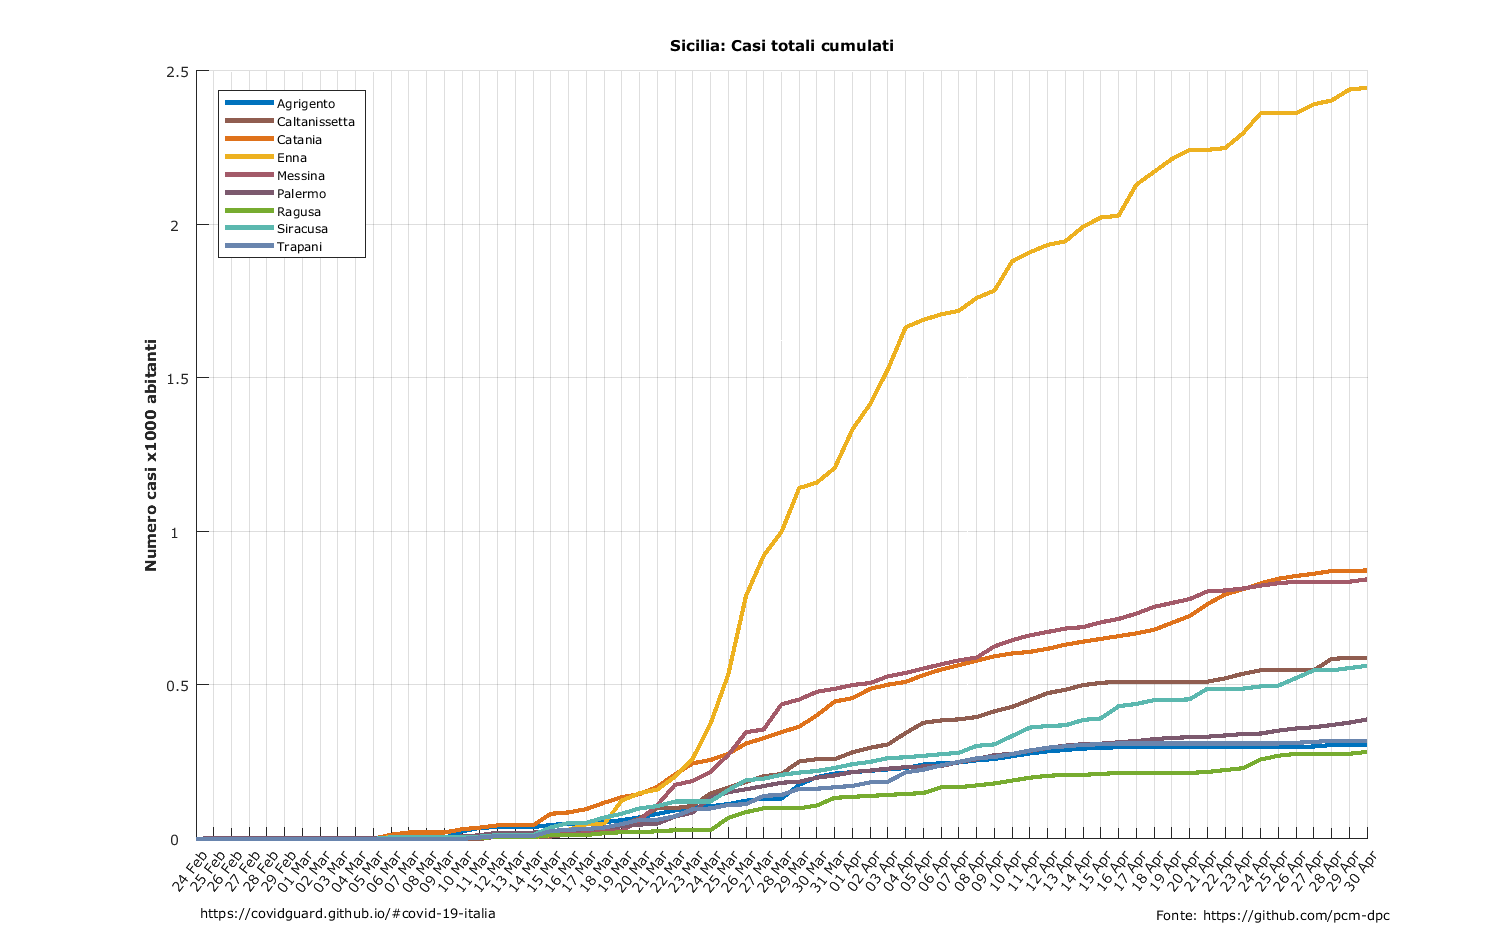 Sicilia: Casi totali cumulati
Numero casi x1000 abitanti
2.5
2
1.5
1
0.5
0
Agrigento
Caltanissetta
Catania
Enna
Messina
Palermo
Ragusa
Siracusa
Trapani
24 Feb
25 Feb
26 Feb
27 Feb
28 Feb
29 Feb
01 Mar
02 Mar
03 Mar
04 Mar
05 Mar
06 Mar
07 Mar
08 Mar
09 Mar
10 Mar
11 Mar
12 Mar
13 Mar
14 Mar
15 Mar
16 Mar
17 Mar
18 Mar
19 Mar
20 Mar
21 Mar
22 Mar
23 Mar
24 Mar
25 Mar
26 Mar
27 Mar
28 Mar
29 Mar
30 Mar
31 Mar
01 Apr
02 Apr
03 Apr
04 Apr
05 Apr
06 Apr
07 Apr
08 Apr
09 Apr
10 Apr
11 Apr
12 Apr
13 Apr
14 Apr
15 Apr
16 Apr
17 Apr
18 Apr
19 Apr
20 Apr
21 Apr
22 Apr
23 Apr
24 Apr
25 Apr
26 Apr
27 Apr
28 Apr
29 Apr
30 Apr
https://covidguard.github.io/#covid-19-italia
Fonte: https://github.com/pcm-dpc